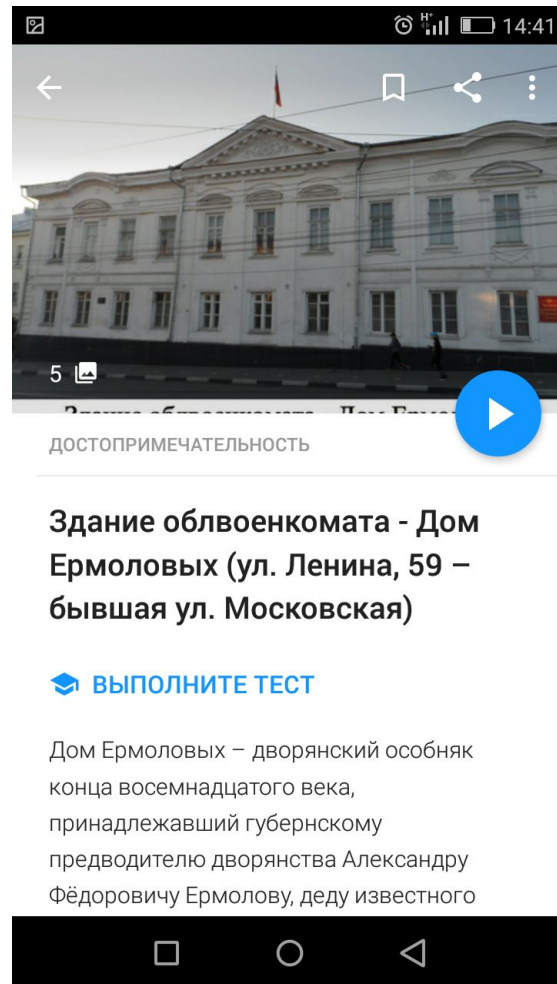 H+ 14:41
5
ДОСТОПРИМЕЧАТЕЛЬНОСТЬ
Здание облвоенкомата - Дом
Ермоловых (ул. Ленина, 59 –
бывшая ул. Московская)
ВЫПОЛНИТЕ ТЕСТ
Дом Ермоловых – дворянский особняк
конца восемнадцатого века,
принадлежавший губернскому
предводителю дворянства Александру
Фёдоровичу Ермолову, деду известного